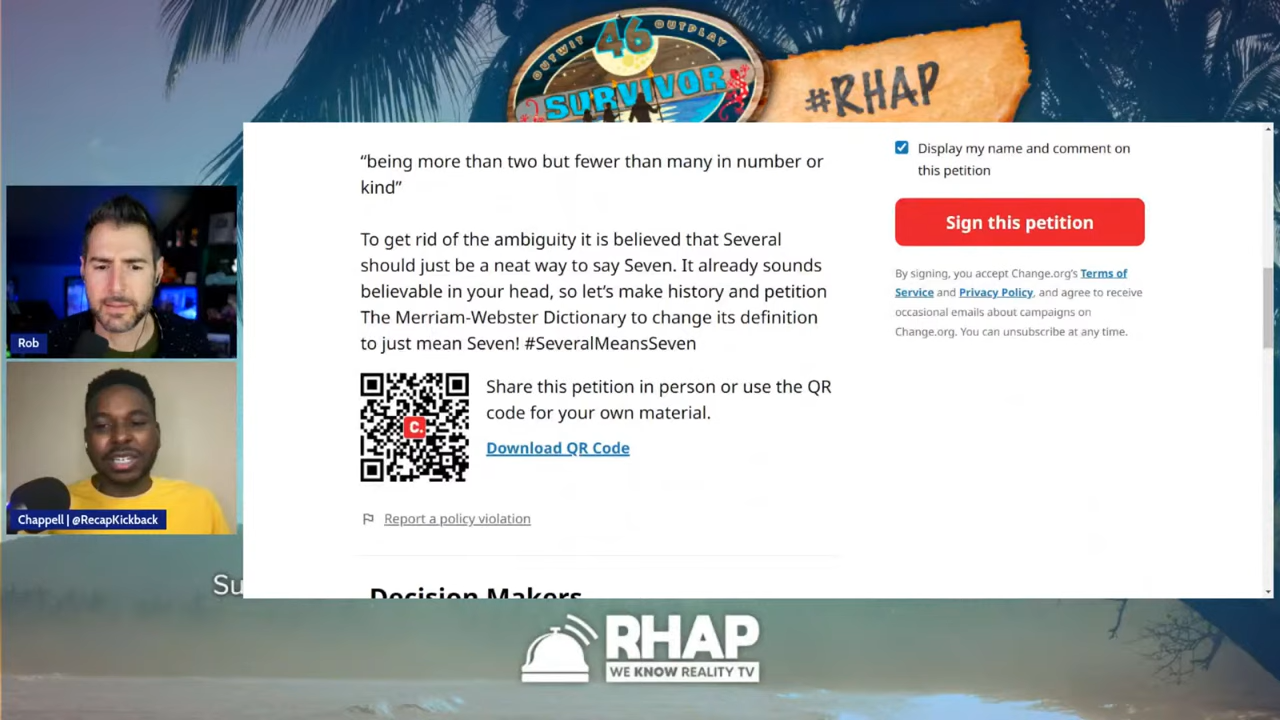 OUTWIT 46 OUTPLAY
SURVIVOR
#RHAP
“being more than two but fewer than many in number or
kind”
To get rid of the ambiguity it is believed that Several
should just be a neat way to say Seven. It already sounds
believable in your head, so let’s make history and petition
The Merriam-Webster Dictionary to change its definition
to just mean Seven! #SeveralMeansSeven
C.
Share this petition in person or use the QR
code for your own material.
Download QR Code
Report a policy violation
Decision Makers
Display my name and comment on
this petition
Sign this petition
By signing, you accept Change.org’s Terms of
Service and Privacy Policy, and agree to receive
occasional emails about campaigns on
Change.org. You can unsubscribe at any time.
Rob
Chappell | @RecapKickback
Su
RHAP
WE KNOW REALITY TV